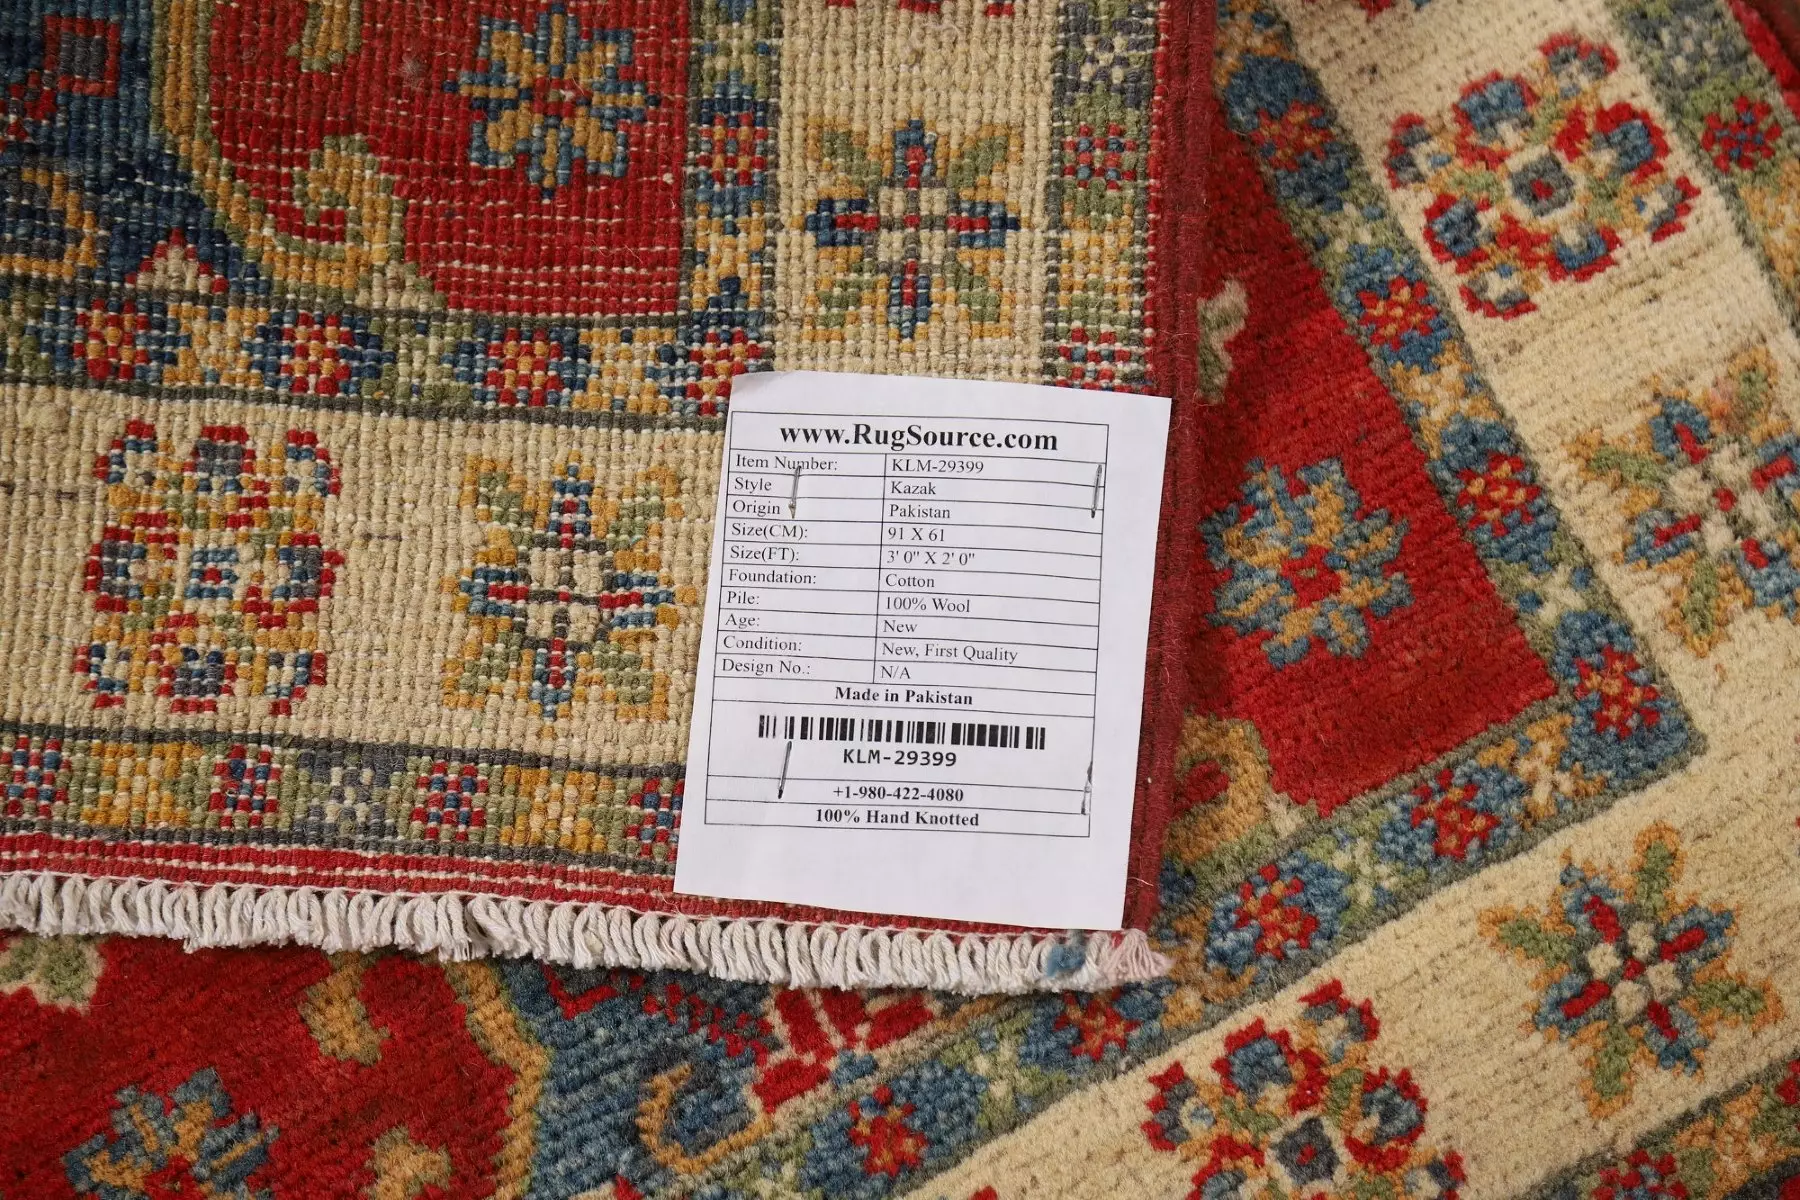 www.RugSource.com
Item Number: KLM-29399
Style Kazak
Origin Pakistan
Size(CM): 91 X 61
Size(FT): 3' 0" X 2' 0"
Foundation: Cotton
Pile: 100% Wool
Age: New
Condition: New, First Quality
Design No.: N/A
Made in Pakistan
KLM-29399
+1-980-422-4080
100% Hand Knotted